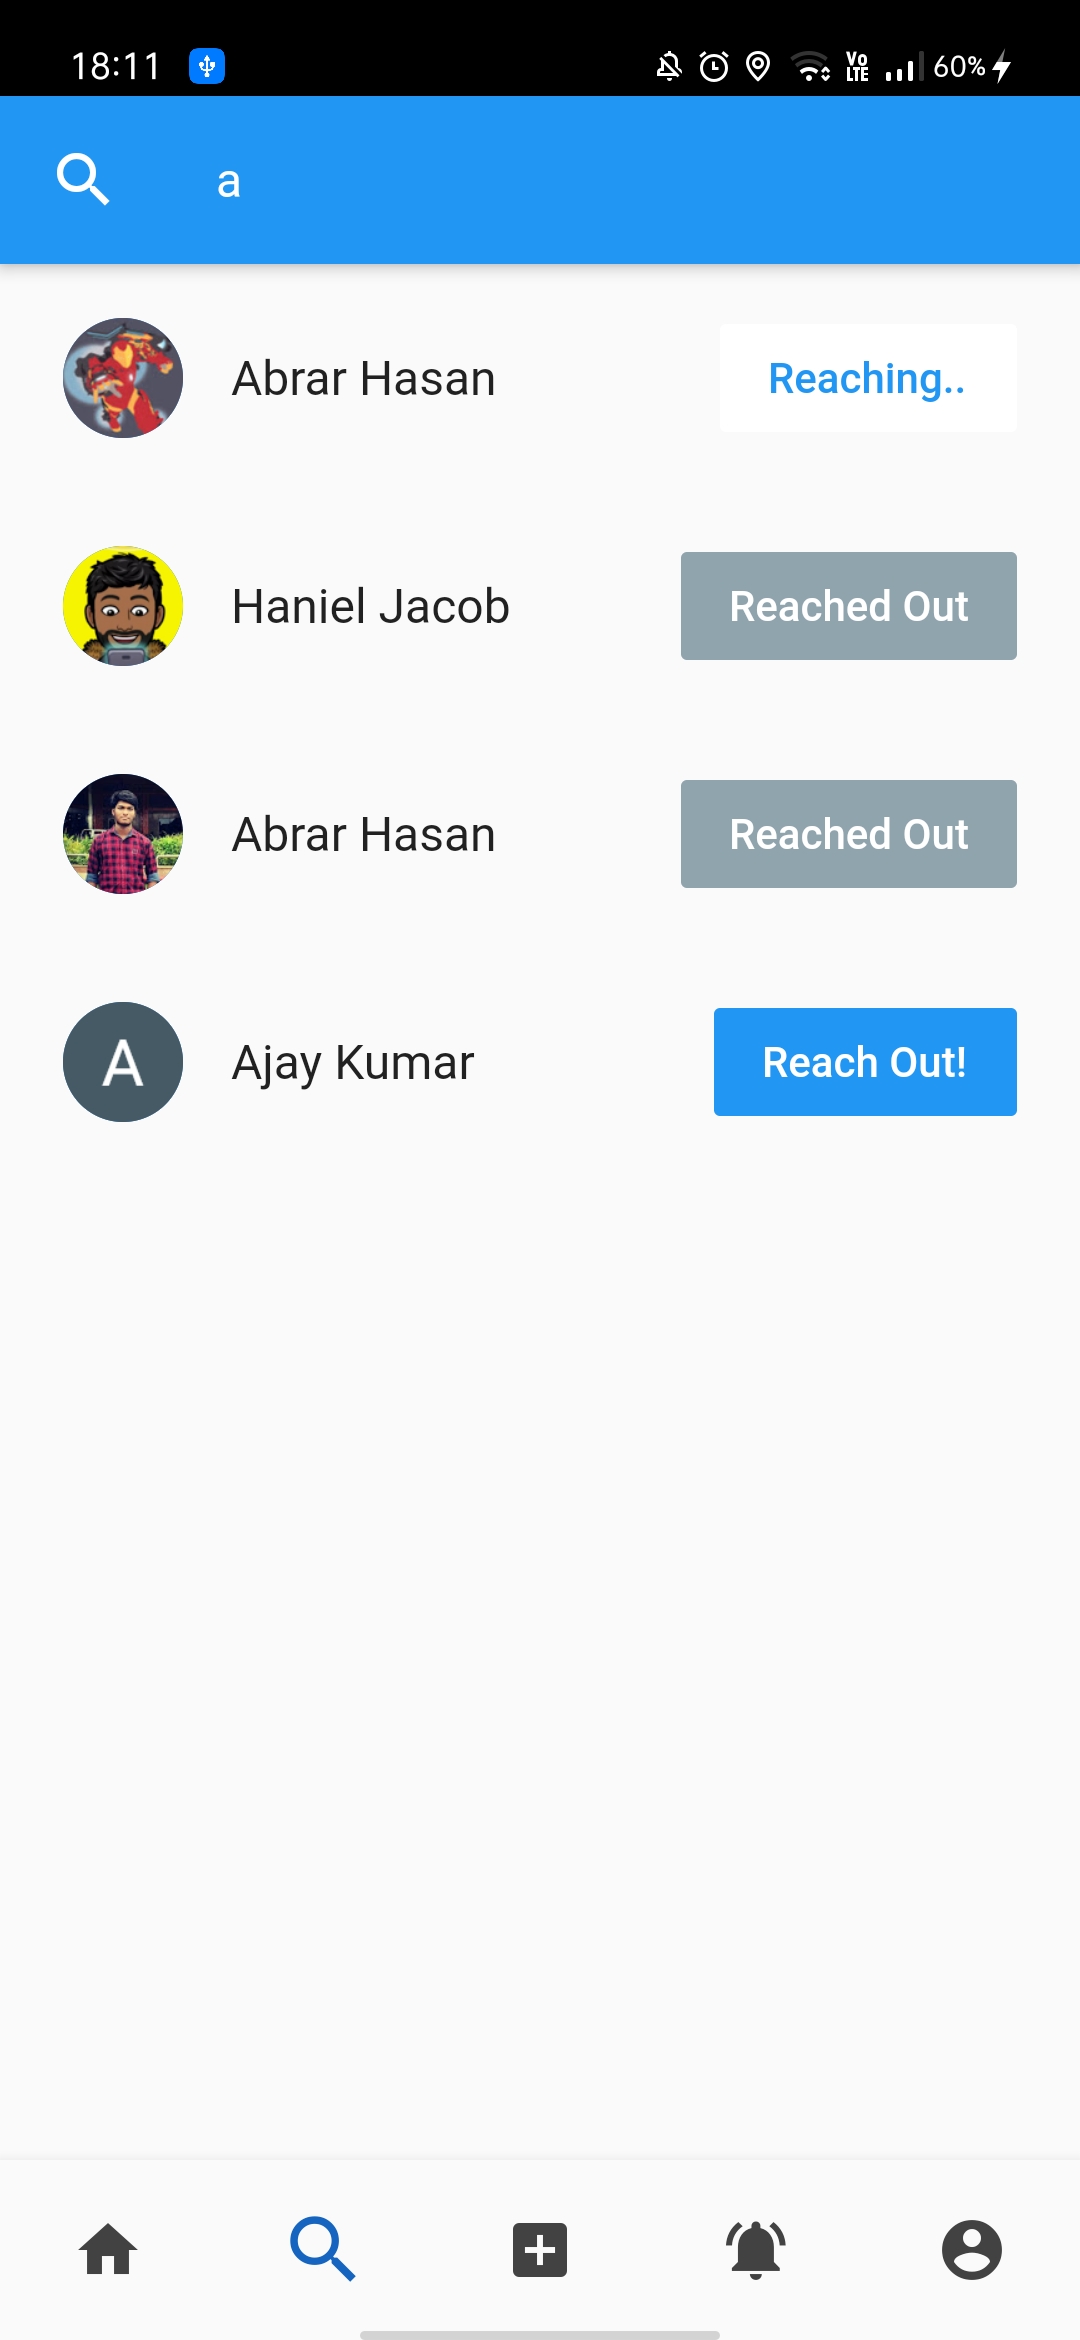 18:11 Vo LTE 60%
a
Abrar Hasan Reaching..
Haniel Jacob Reached Out
Abrar Hasan Reached Out
A Ajay Kumar Reach Out!